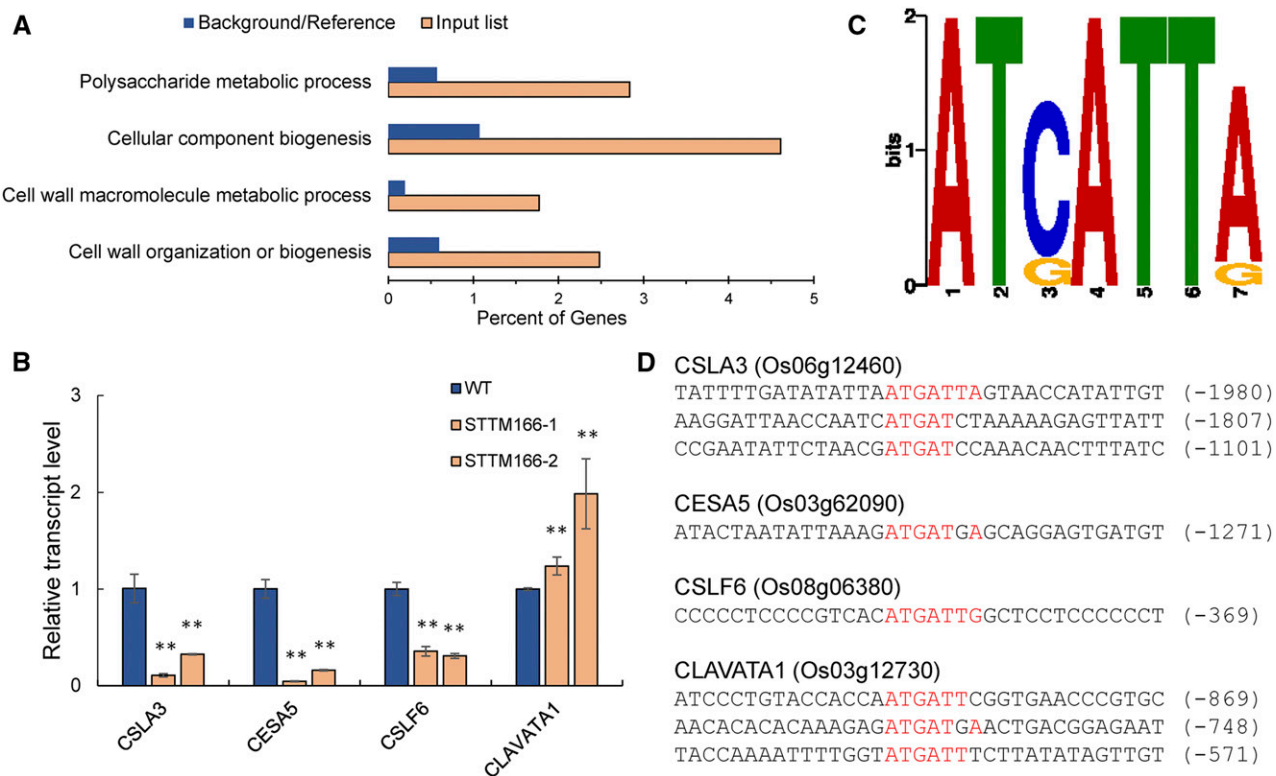 A
Background/Reference
Input list
Polysaccharide metabolic process
Cellular component biogenesis
Cell wall macromolecule metabolic process
Cell wall organization or biogenesis
0 1 2 3 4 5
Percent of Genes
C
2
bits
1
0
ATCATTA
G G
1 2 3 4 5 6 7
B
Relative transcript level
3
2
1
0
WT
STTM166-1
STTM166-2
** ** ** ** ** ** ** **
CSLA3
CESA5
CSLF6
CLAVATA1
D
CSLA3 (Os06g12460)
TATTTTGATATATTAATGATTAGTAACCATATTGT (-1980)
AAGGATTAACCAATCATGATCTAAAAAGAGTTATT (-1807)
CCGAATATTCTAACGATGATCCAAACAACTTTATC (-1101)
CESA5 (Os03g62090)
ATACTAATATTAAAGATGATGAGCAGGAGTGATGT (-1271)
CSLF6 (Os08g06380)
CCCCCTCCCCGTCACATGATTGGCTCCTCCCCCCT (-369)
CLAVATA1 (Os03g12730)
ATCCCTGTACCACCAATGATTCGGTGAACCCGTGC (-869)
AACACACACAAAGAGATGATGAACTGACGGAGAAT (-748)
TACCAAAATTTTGGTATGATTTCTTATATAGTTGT (-571)